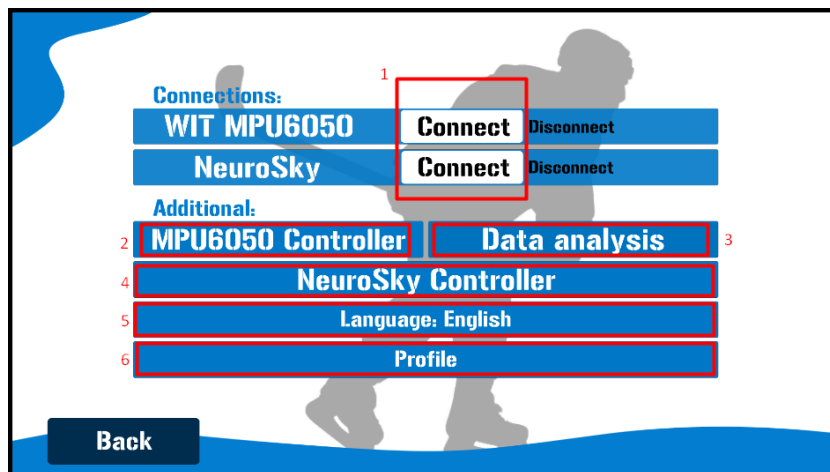 1
Connections:
WIT MPU6050 Connect Disconnect
NeuroSky Connect Disconnect
Additional:
2 MPU6050 Controller Data analysis 3
4 NeuroSky Controller
5 Language: English
6 Profile
Back